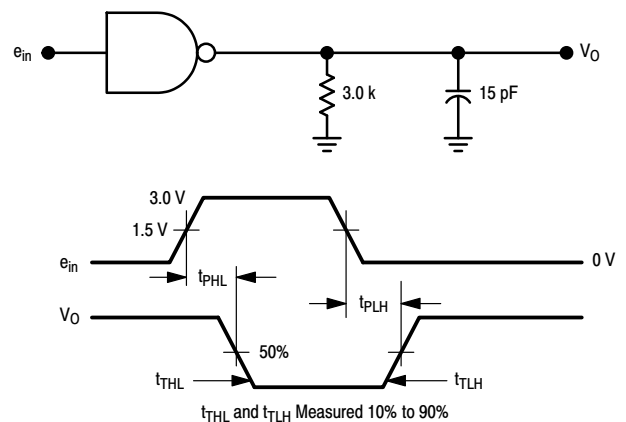 e_in
V_O
3.0 k
15 pF
3.0 V
1.5 V
e_in
0 V
t_PHL
t_PLH
V_O
50%
t_THL
t_TLH
t_THL and t_TLH Measured 10% to 90%